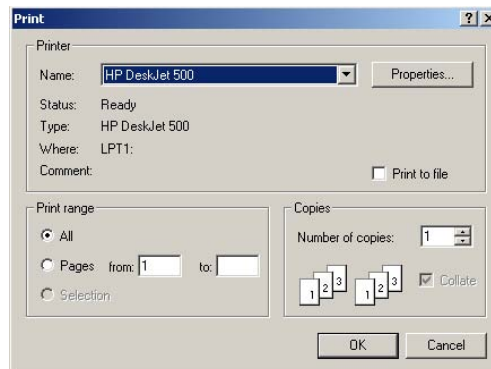 Print
Printer
Name: HP DeskJet 500 Properties...
Status: Ready
Type: HP DeskJet 500
Where: LPT1:
Comment: Print to file
Print range
All
Pages from: 1 to:
Selection
Copies
Number of copies: 1
1 2 3 1 2 3 Collate
OK Cancel